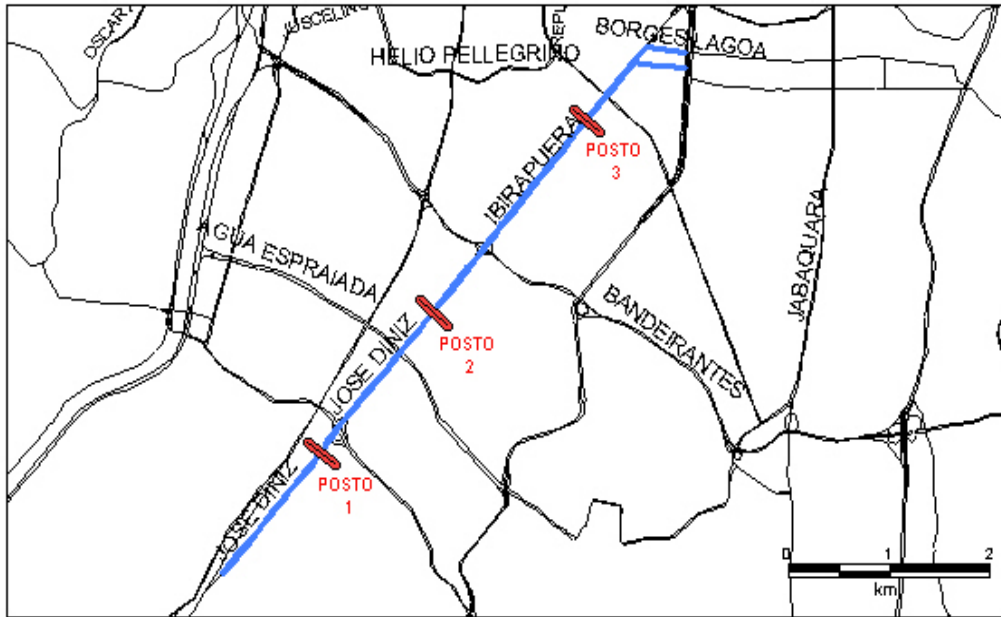 OSCAR
JUSCELINO
HELIO PELLEGRINO
REPU
BORGES LAGOA
IBIRAPUERA
POSTO
3
AGUA ESPRAIADA
JOSE DINIZ
POSTO
2
BANDEIRANTES
JABAQUARA
JOSE DINIZ
POSTO
1
0 1 2
km